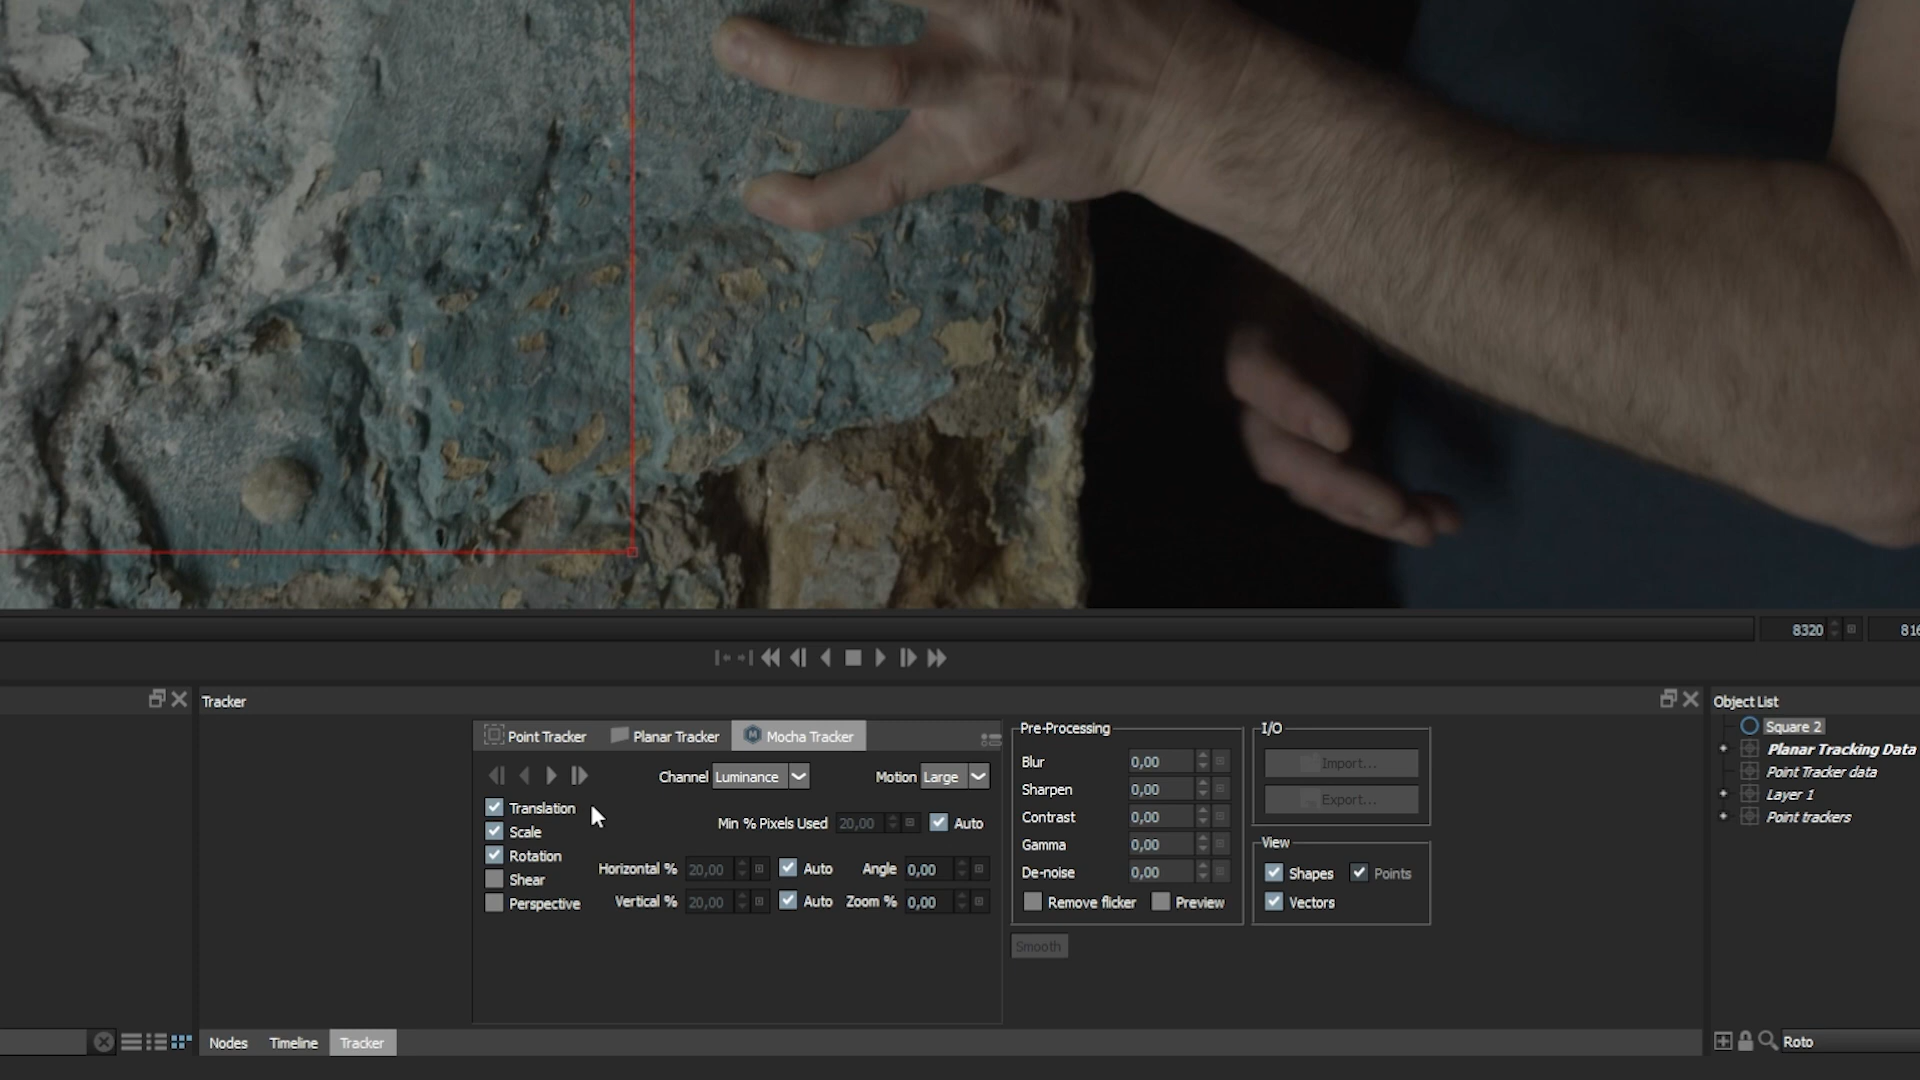 8320
816
Tracker
Object List
Point Tracker
Planar Tracker
Mocha Tracker
Channel Luminance
Motion Large
Translation
Scale
Rotation
Shear
Perspective
Min % Pixels Used 20,00 Auto
Horizontal % 20,00 Auto Angle 0,00
Vertical % 20,00 Auto Zoom % 0,00
Pre-Processing
Blur 0,00
Sharpen 0,00
Contrast 0,00
Gamma 0,00
De-noise 0,00
Remove flicker Preview
Smooth
I/O
Import...
Export...
View
Shapes Points
Vectors
Square 2
Planar Tracking Data
Point Tracker data
Layer 1
Point trackers
Nodes Timeline Tracker
Roto